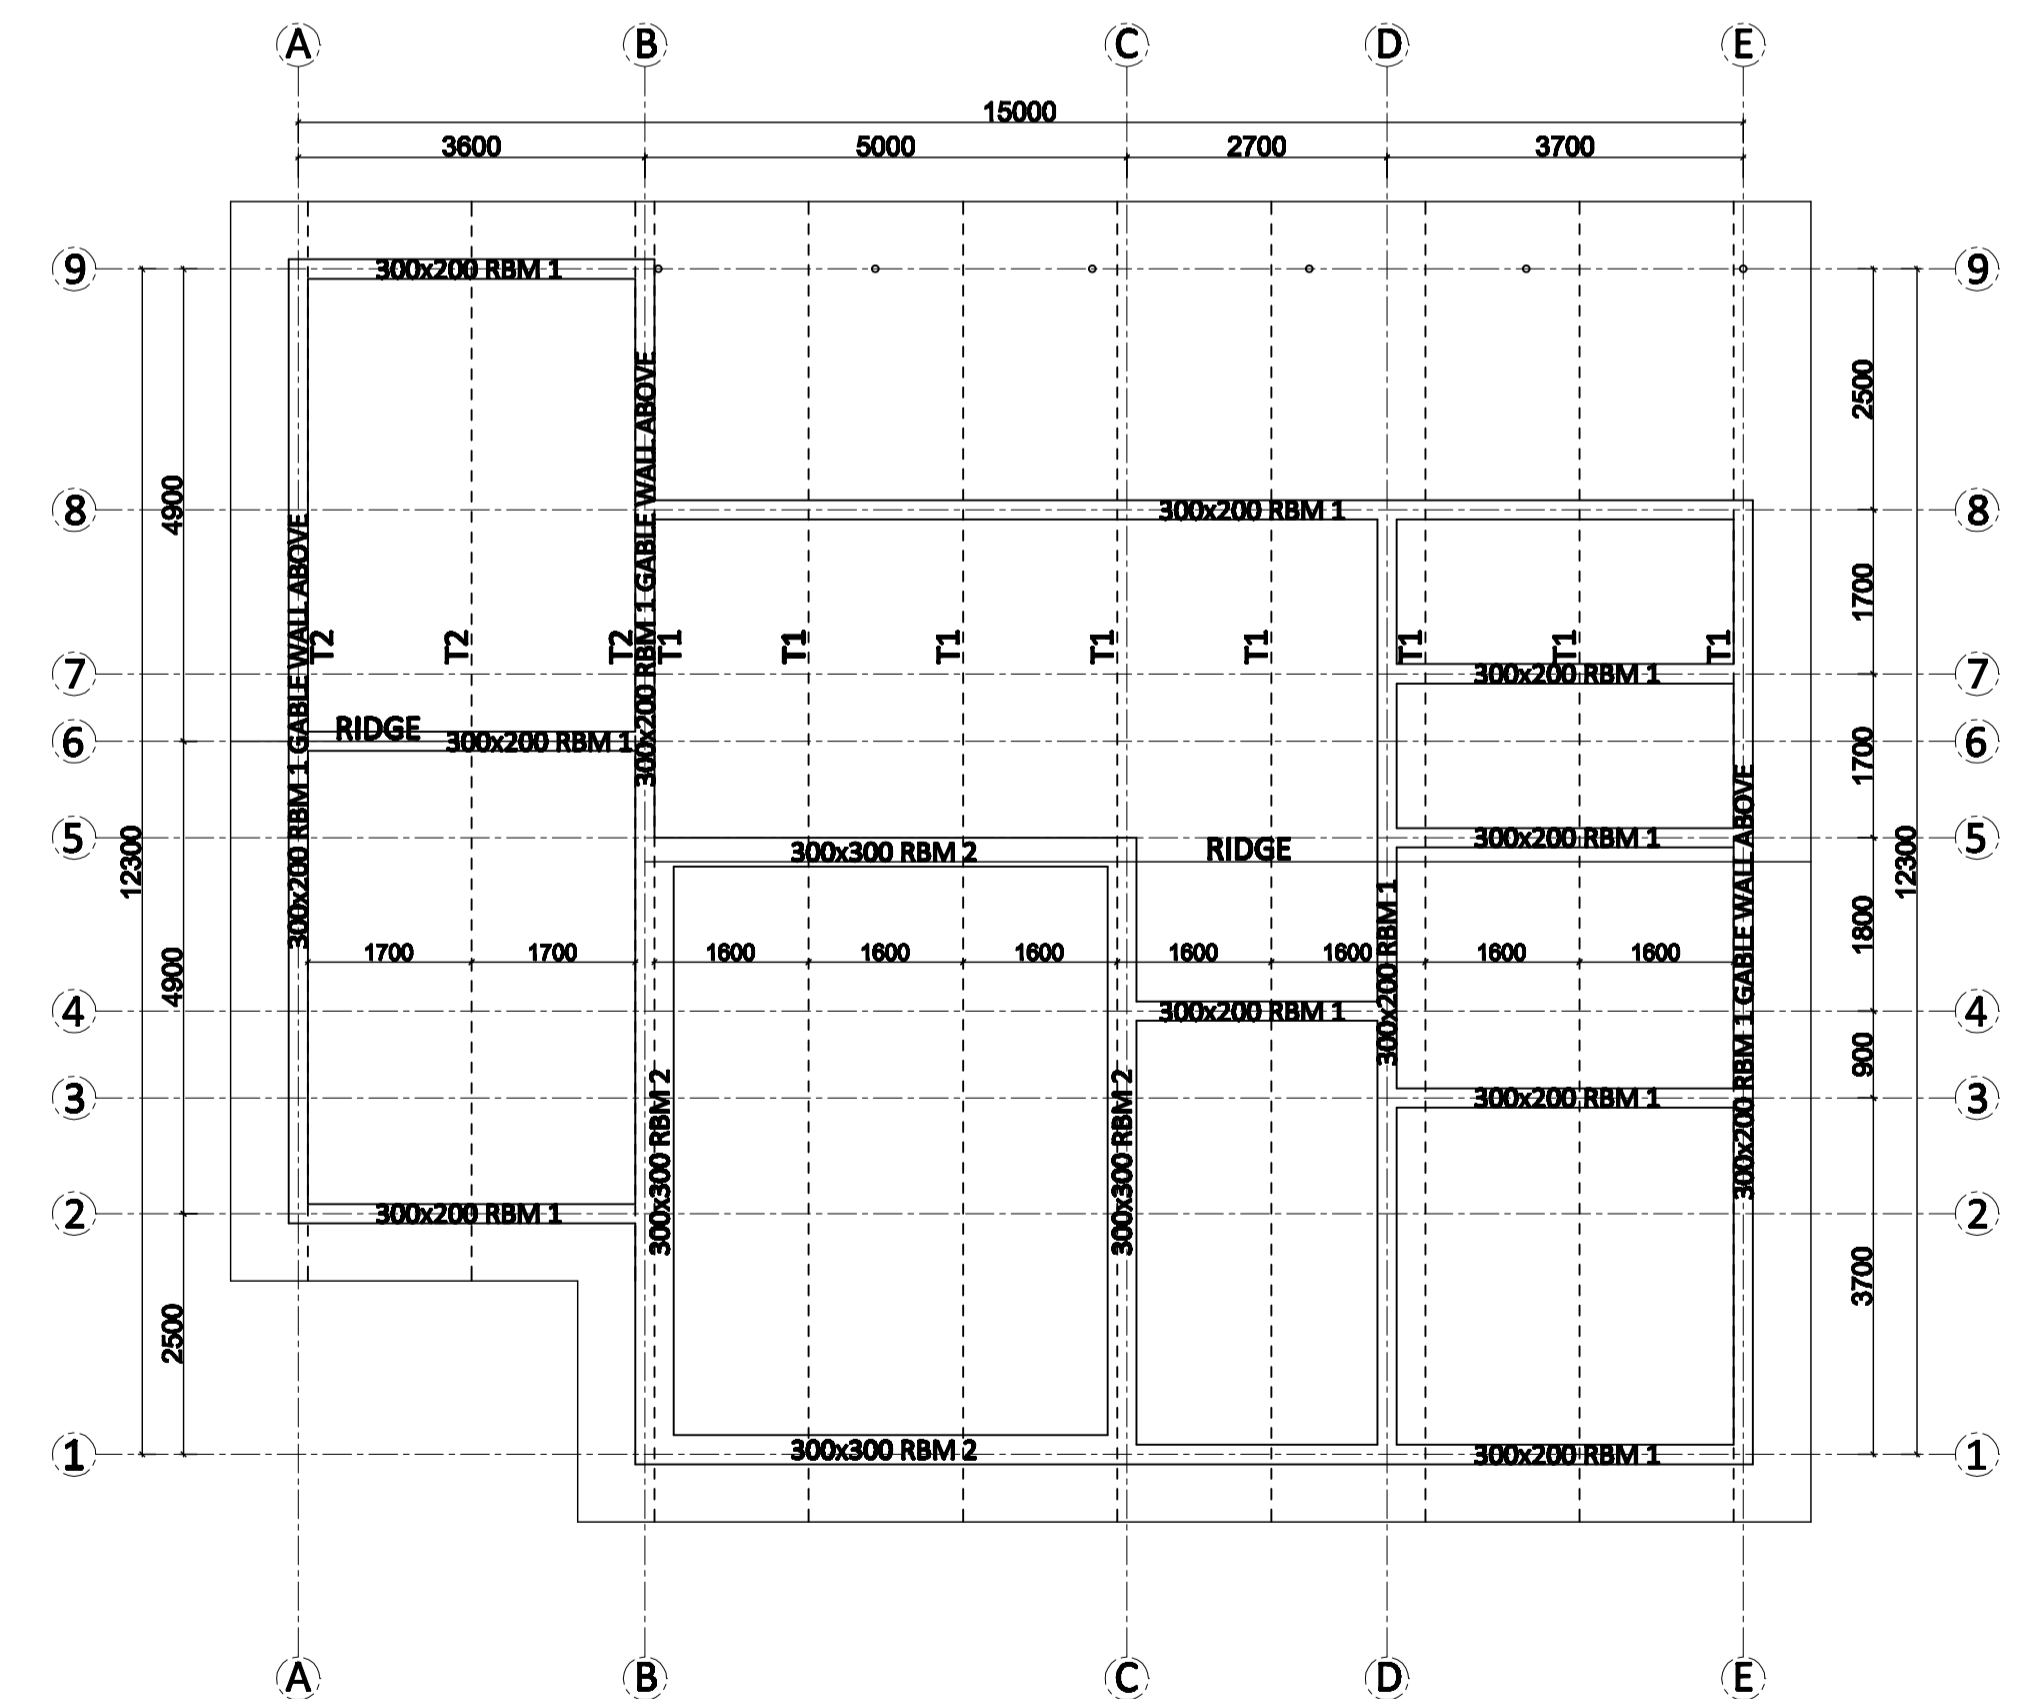 A B C D E
15000
3600 5000 2700 3700
9 300x200 RBM 1 9
2500
300x200 RBM 1 GABLE WALL ABOVE
4900
8 300x200 RBM 1 8
300x200 RBM 1 GABLE WALL ABOVE
1700
T2 T2 T2 T1 T1 T1 T1 T1 T1 T1 T1
7 300x200 RBM 1 7
RIDGE
6 300x200 RBM 1 6
1700
5 300x200 RBM 1 5
300x300 RBM 2 RIDGE
12300 12300
300x200 RBM 1 GABLE WALL ABOVE
1800
300x200 RBM 1
1700 1700 1600 1600 1600 1600 1600 1600 1600
4900
4 300x200 RBM 1 4
900
3 300x200 RBM 1 3
300x300 RBM 2 300x300 RBM 2
2 300x200 RBM 1 2
3700
2500
1 300x300 RBM 2 300x200 RBM 1 1
A B C D E